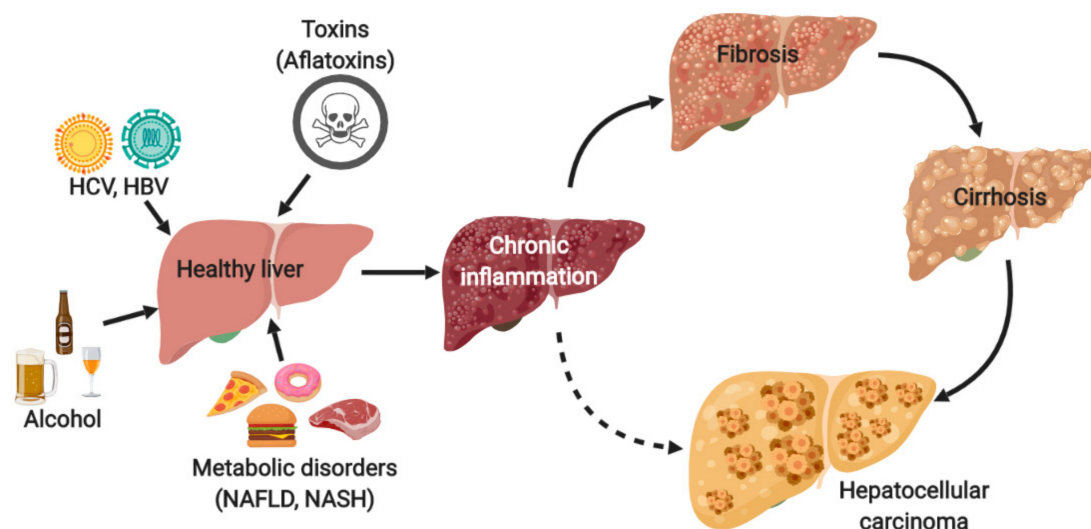 Toxins
(Aflatoxins)
HCV, HBV
Healthy liver
Alcohol
Metabolic disorders
(NAFLD, NASH)
Chronic
inflammation
Fibrosis
Cirrhosis
Hepatocellular
carcinoma